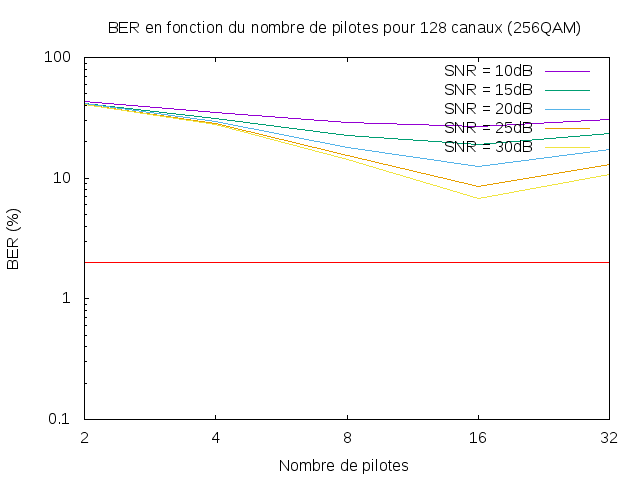 BER en fonction du nombre de pilotes pour 128 canaux (256QAM)
100
SNR = 10dB
SNR = 15dB
SNR = 20dB
SNR = 25dB
SNR = 30dB
10
BER (%)
1
0.1
2 4 8 16 32
Nombre de pilotes